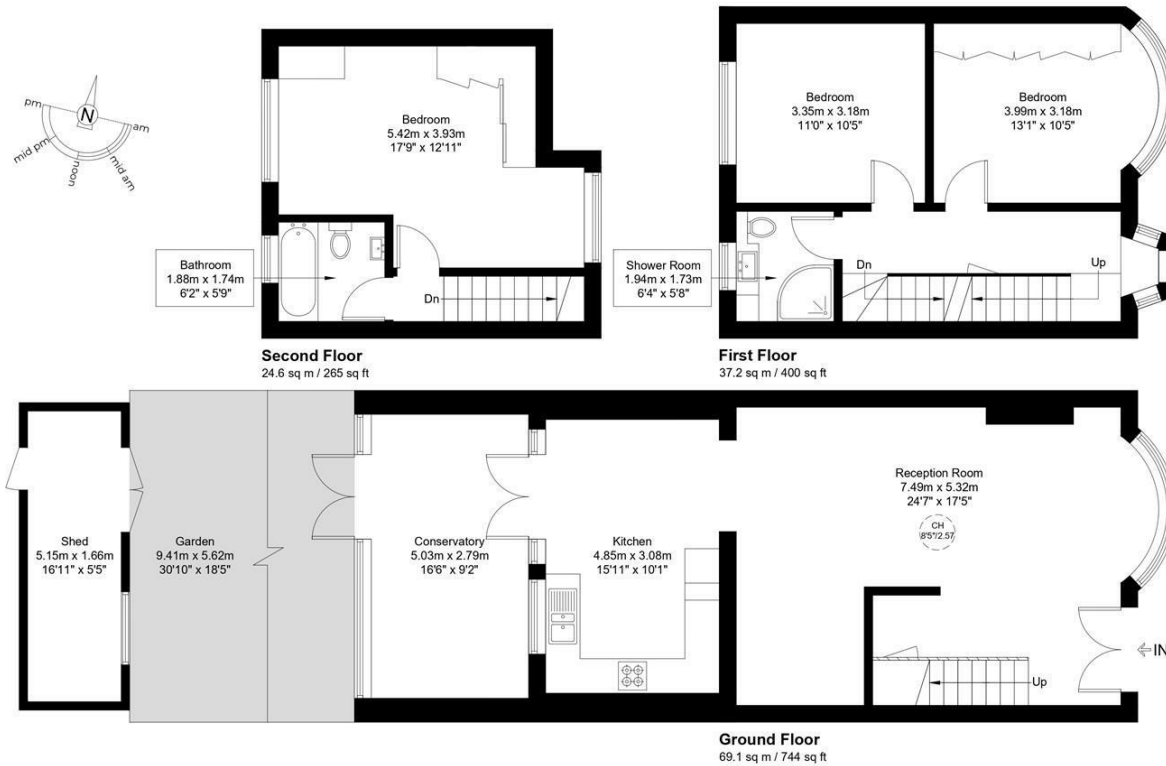 N
pm
am
mid pm
mid am
noon
Bedroom
5.42m x 3.93m
17'9" x 12'11"
Bathroom
1.88m x 1.74m
6'2" x 5'9"
Dn
Second Floor
24.6 sq m / 265 sq ft
Bedroom
3.35m x 3.18m
11'0" x 10'5"
Bedroom
3.99m x 3.18m
13'1" x 10'5"
Shower Room
1.94m x 1.73m
6'4" x 5'8"
Dn
Up
First Floor
37.2 sq m / 400 sq ft
Shed
5.15m x 1.66m
16'11" x 5'5"
Garden
9.41m x 5.62m
30'10" x 18'5"
Conservatory
5.03m x 2.79m
16'6" x 9'2"
Kitchen
4.85m x 3.08m
15'11" x 10'1"
Reception Room
7.49m x 5.32m
24'7" x 17'5"
CH
8'5"/2.57
IN
Up
Ground Floor
69.1 sq m / 744 sq ft